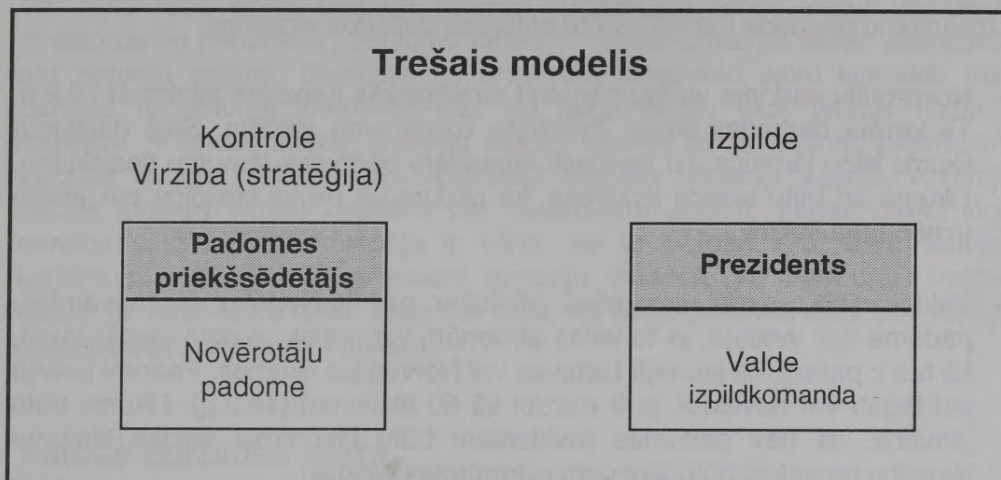 Trešais modelis
Kontrole
Virzība (stratēģija)
Izpilde
Padomes
priekšsēdētājs
Novērotāju
padome
Prezidents
Valde
izpildkomanda